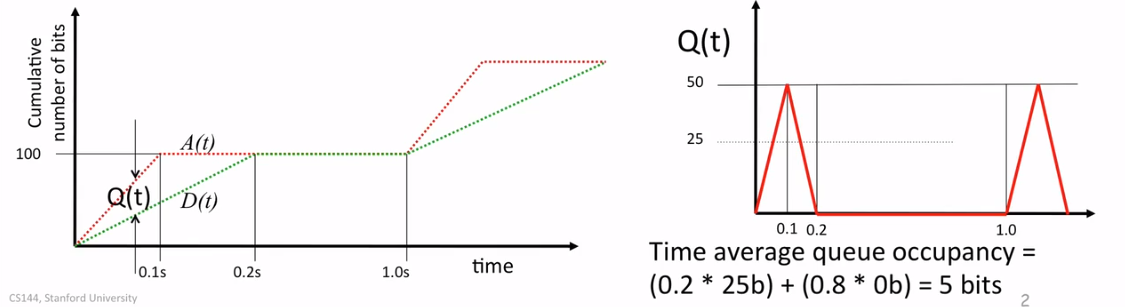 Cumulative
number of bits
100
A(t)
Q(t)
D(t)
0.1s
0.2s
1.0s
time
CS144, Stanford University
Q(t)
50
25
0.1
0.2
1.0
Time average queue occupancy =
(0.2 * 25b) + (0.8 * 0b) = 5 bits
2